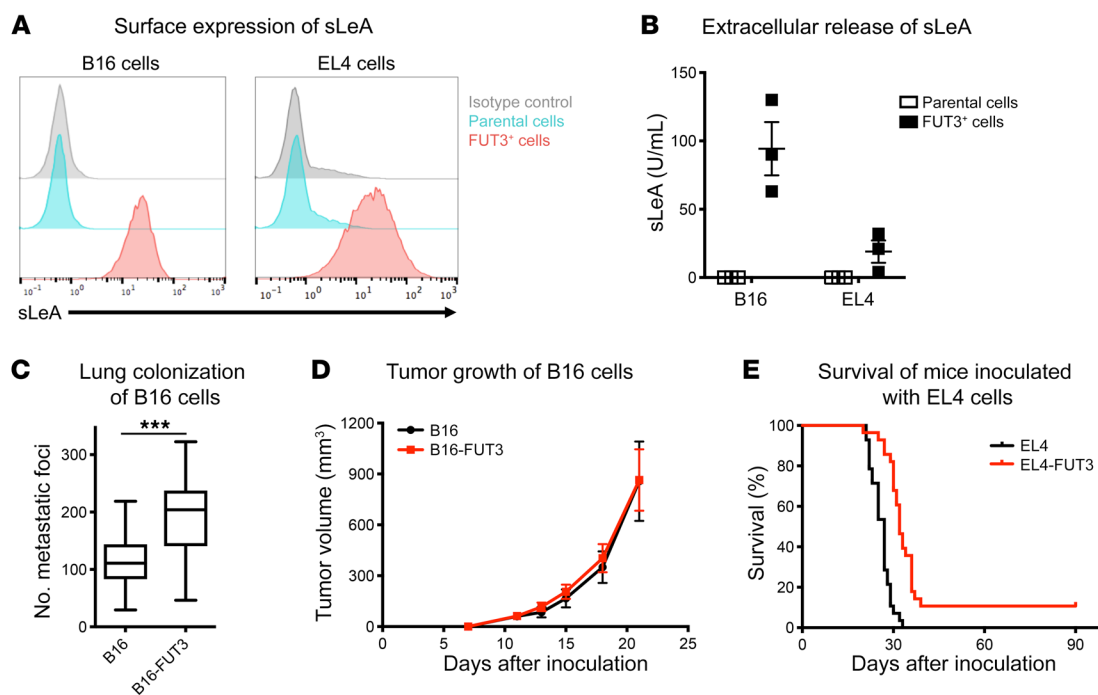 A
Surface expression of sLeA
B16 cells
EL4 cells
Isotype control
Parental cells
FUT3⁺ cells
10⁻¹ 10⁰ 10¹ 10² 10³
10⁻¹ 10⁰ 10¹ 10² 10³
sLeA
B
Extracellular release of sLeA
sLeA (U/mL)
150
100
50
0
Parental cells
FUT3⁺ cells
B16
EL4
C
Lung colonization
of B16 cells
***
No. metastatic foci
300
200
100
0
B16
B16-FUT3
D
Tumor growth of B16 cells
Tumor volume (mm³)
1200
900
600
300
0
B16
B16-FUT3
5 10 15 20 25
Days after inoculation
E
Survival of mice inoculated
with EL4 cells
Survival (%)
100
80
60
40
20
0
EL4
EL4-FUT3
0 30 60 90
Days after inoculation